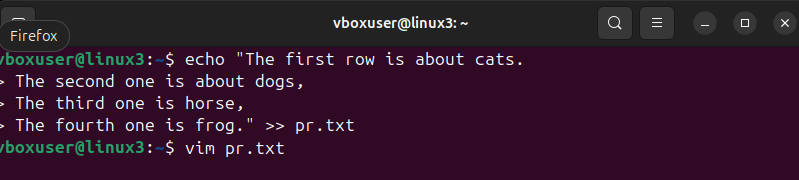 vboxuser@linux3: ~
Firefox
vboxuser@linux3:~$ echo "The first row is about cats.
> The second one is about dogs,
> The third one is horse,
> The fourth one is frog." >> pr.txt
vboxuser@linux3:~$ vim pr.txt